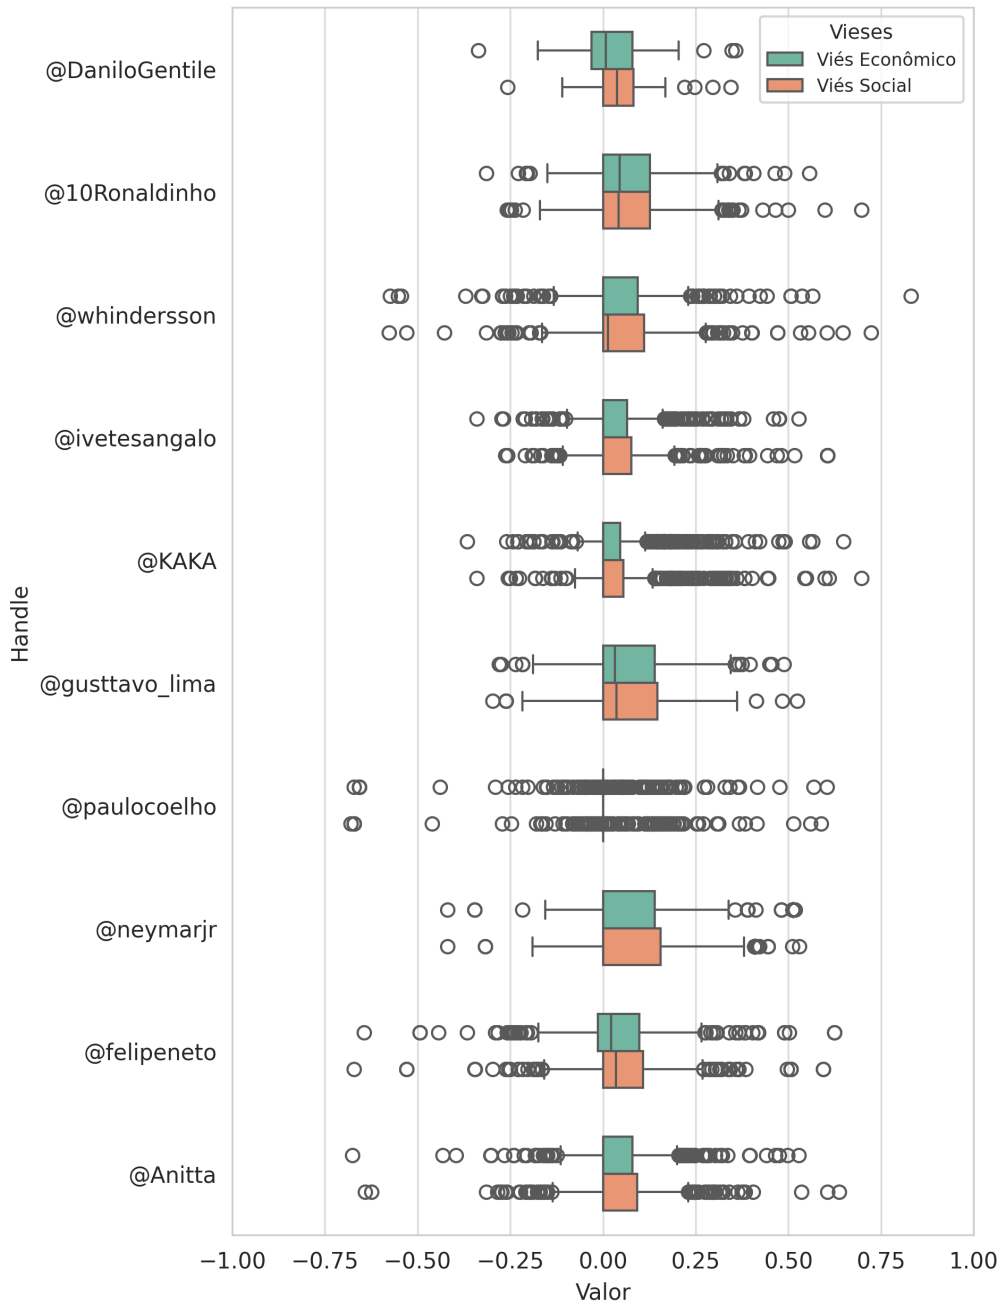 Vieses
Viés Econômico
Viés Social
@DaniloGentile
@10Ronaldinho
@whindersson
@ivetesangalo
@KAKA
@gusttavo_lima
@paulocoelho
@neymarjr
@felipeneto
@Anitta
Handle
−1.00 −0.75 −0.50 −0.25 0.00 0.25 0.50 0.75 1.00
Valor